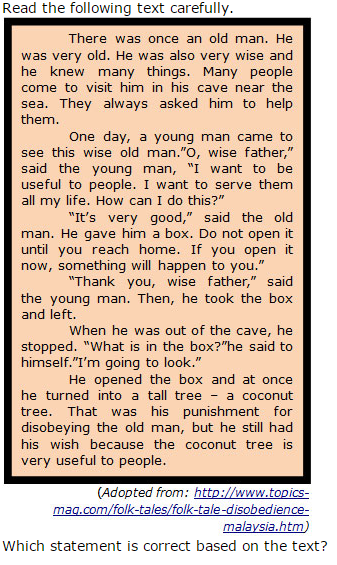 Read the following text carefully.
There was once an old man. He
was very old. He was also very wise and
he knew many things. Many people
come to visit him in his cave near the
sea. They always asked him to help
them.
One day, a young man came to
see this wise old man.”O, wise father,”
said the young man, “I want to be
useful to people. I want to serve them
all my life. How can I do this?”
“It’s very good,” said the old
man. He gave him a box. Do not open it
until you reach home. If you open it
now, something will happen to you.”
“Thank you, wise father,” said
the young man. Then, he took the box
and left.
When he was out of the cave, he
stopped. “What is in the box?”he said to
himself.”I’m going to look.”
He opened the box and at once
he turned into a tall tree – a coconut
tree. That was his punishment for
disobeying the old man, but he still had
his wish because the coconut tree is
very useful to people.
(Adopted from: http://www.topics-
mag.com/folk-tales/folk-tale-disobedience-
malaysia.htm)
Which statement is correct based on the text?